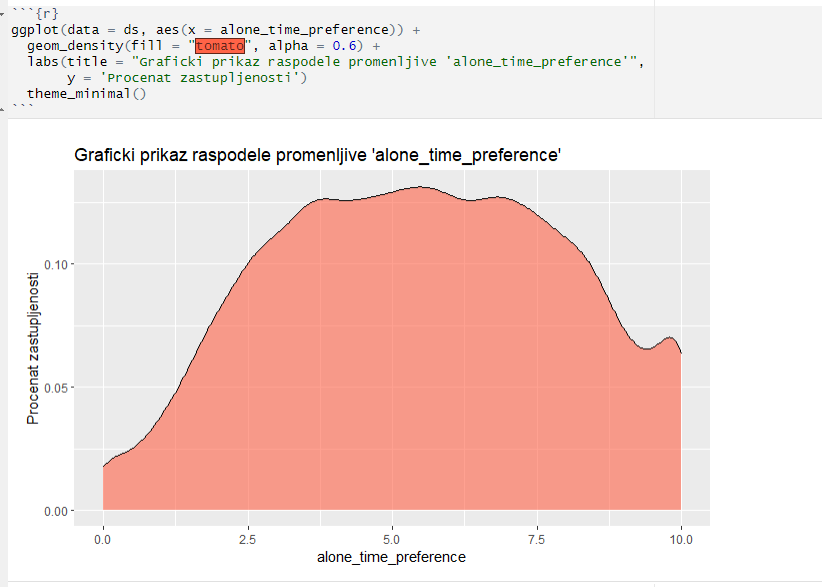 ```{r}
ggplot(data = ds, aes(x = alone_time_preference)) +
  geom_density(fill = "tomato", alpha = 0.6) +
  labs(title = "Graficki prikaz raspodele promenljive 'alone_time_preference'",
       y = 'Procenat zastupljenosti')
  theme_minimal()
```
Graficki prikaz raspodele promenljive 'alone_time_preference'
Procenat zastupljenosti
0.10
0.05
0.00
0.0 2.5 5.0 7.5 10.0
alone_time_preference